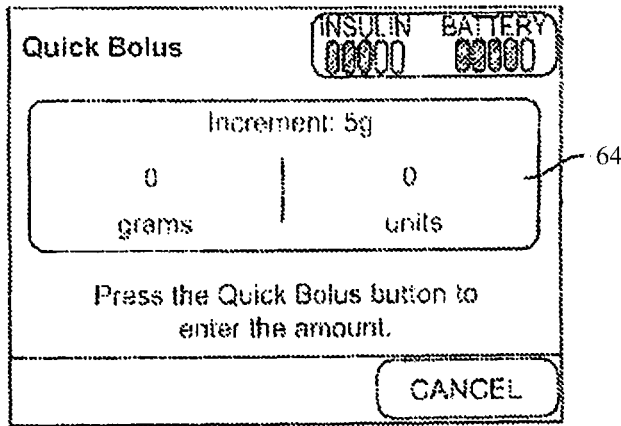 Quick Bolus
INSULIN BATTERY
Increment: 5g
0 0
grams units
64
Press the Quick Bolus button to
enter the amount.
CANCEL